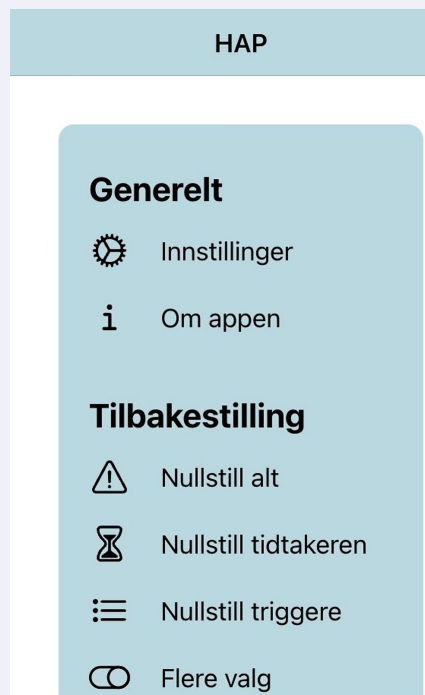 HAP
Generelt
Innstillinger
Om appen
Tilbakestilling
Nullstill alt
Nullstill tidtakeren
Nullstill triggere
Flere valg